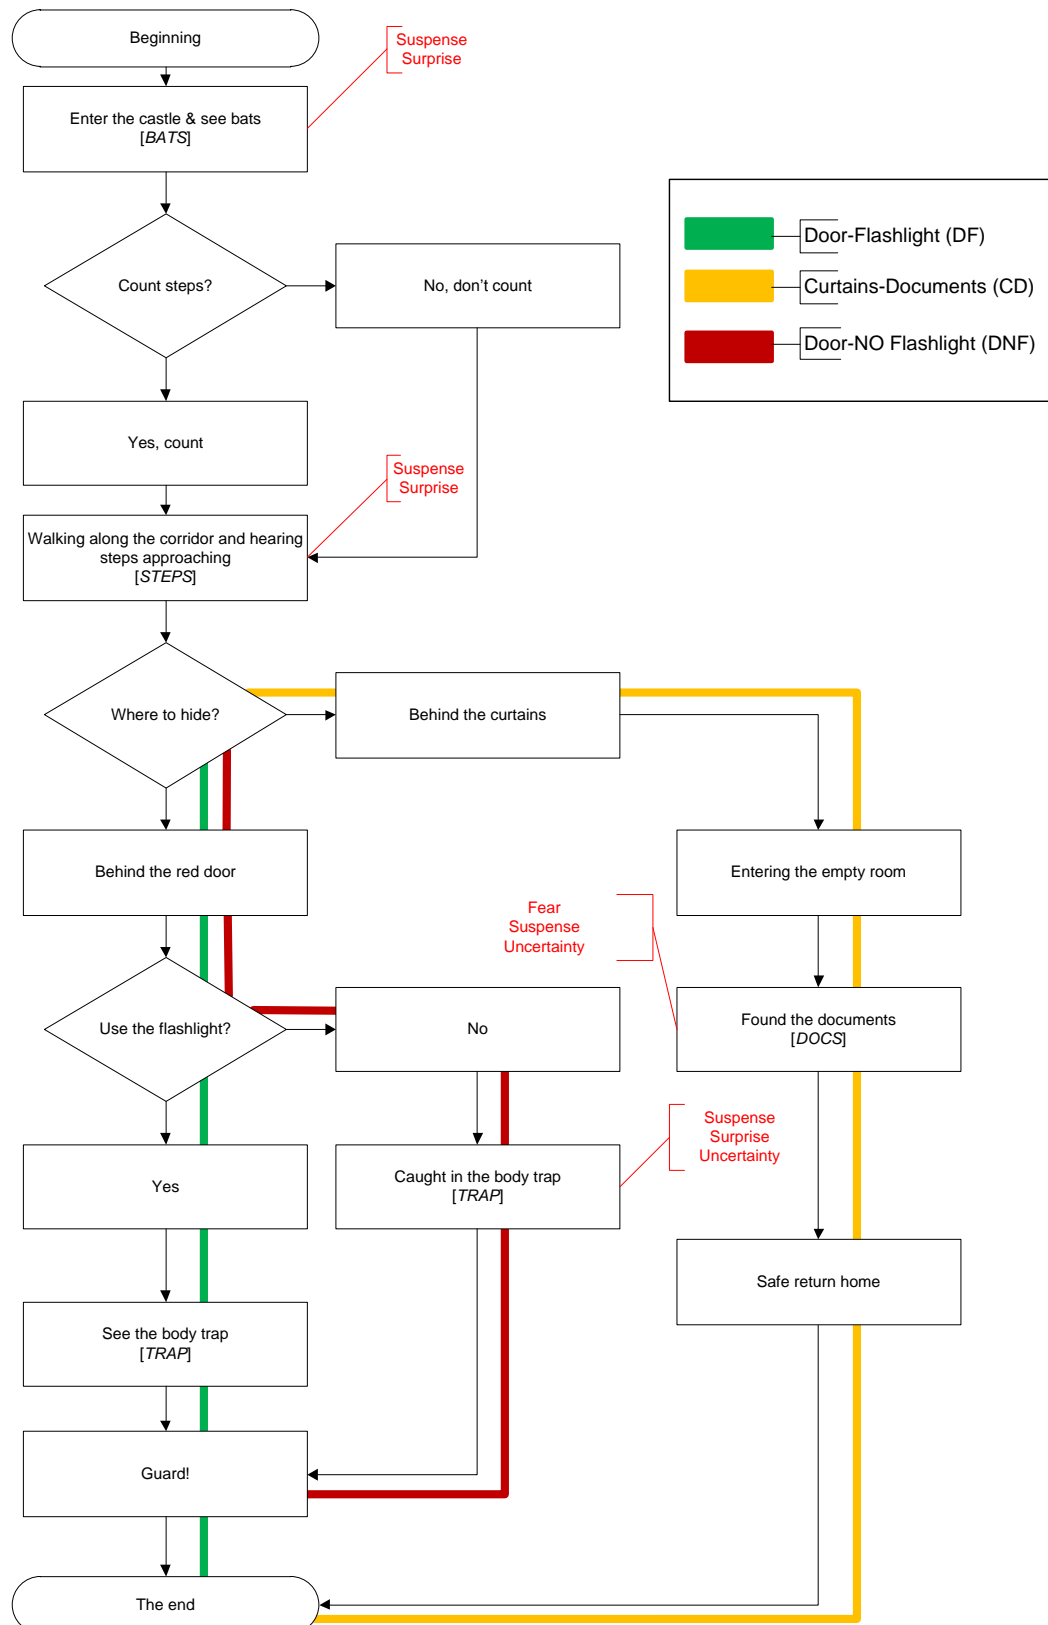 Beginning
Suspense
Surprise
Enter the castle & see bats
[BATS]
Door-Flashlight (DF)
Curtains-Documents (CD)
Door-NO Flashlight (DNF)
Count steps?
No, don't count
Yes, count
Suspense
Surprise
Walking along the corridor and hearing
steps approaching
[STEPS]
Where to hide?
Behind the curtains
Behind the red door
Entering the empty room
Fear
Suspense
Uncertainty
Use the flashlight?
No
Found the documents
[DOCS]
Suspense
Surprise
Uncertainty
Yes
Caught in the body trap
[TRAP]
Safe return home
See the body trap
[TRAP]
Guard!
The end